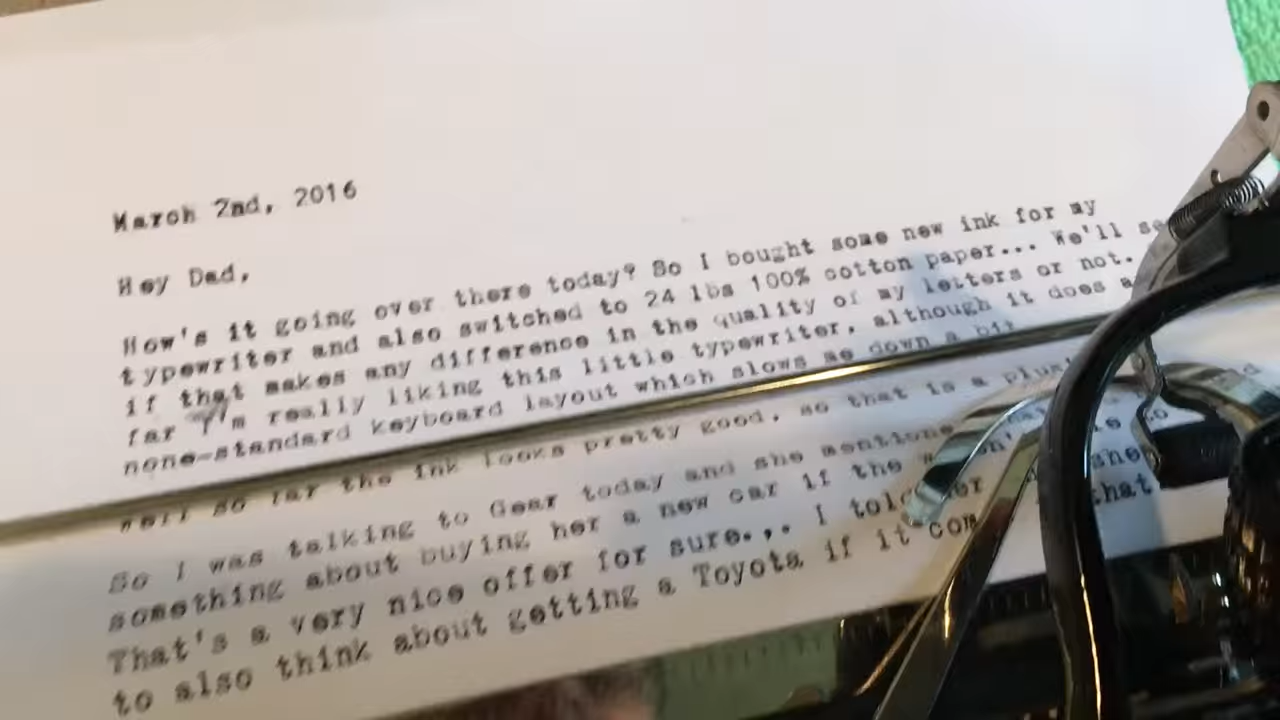 March 2nd, 2016
Hey Dad,
How's it going over there today? So I bought some new ink for my
typewriter and also switched to 24 lbs 100% cotton paper... We'll
if that makes any difference in the quality of my letters or not.
far I'm really liking this little typewriter, although it does
none-standard keyboard layout which slows me down a bit
well so far the ink looks pretty good, so that is a plus
So I was talking to Gear today and she
something about buying her a new car if the
That's a very nice offer for sure... I told her that
to also think about getting a Toyota if it